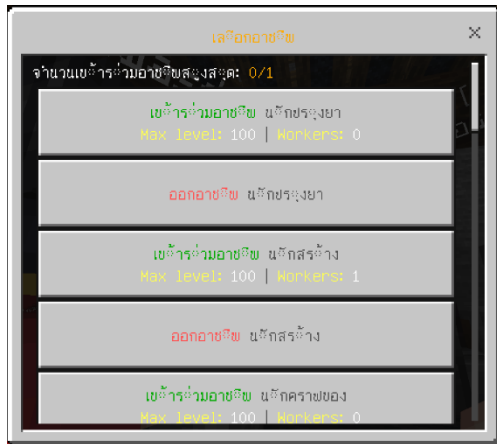 เลือกอาชีพ
จำนวนเข้าร่วมอาชีพสูงสุด: 0/1
เข้าร่วมอาชีพ นักปรุงยา
Max level: 100 | Workers: 0
ออกอาชีพ นักปรุงยา
เข้าร่วมอาชีพ นักสร้าง
Max level: 100 | Workers: 1
ออกอาชีพ นักสร้าง
เข้าร่วมอาชีพ นักคราฟของ
Max level: 100 | Workers: 0